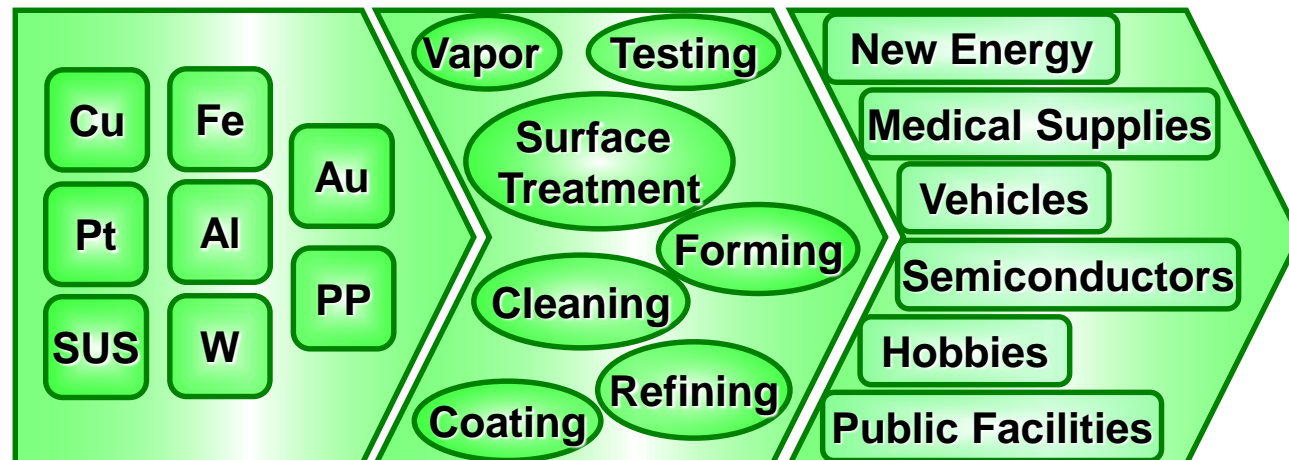 Cu
Fe
Au
Pt
Al
PP
SUS
W
Vapor
Testing
Surface
Treatment
Forming
Cleaning
Refining
Coating
New Energy
Medical Supplies
Vehicles
Semiconductors
Hobbies
Public Facilities